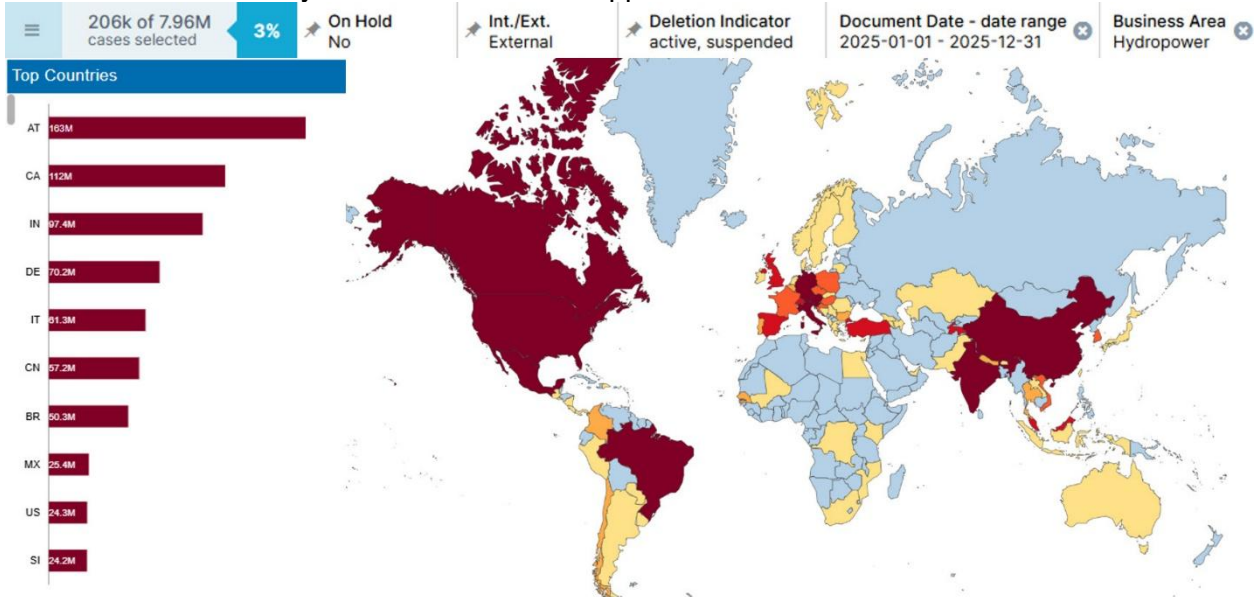 206k of 7.96M
cases selected
3%
On Hold
No
Int./Ext.
External
Deletion Indicator
active, suspended
Document Date - date range
2025-01-01 - 2025-12-31
Business Area
Hydropower
Top Countries
AT 163M
CA 112M
IN 97.4M
DE 70.2M
IT 61.3M
CN 57.2M
BR 50.3M
MX 25.4M
US 24.3M
SI 24.2M